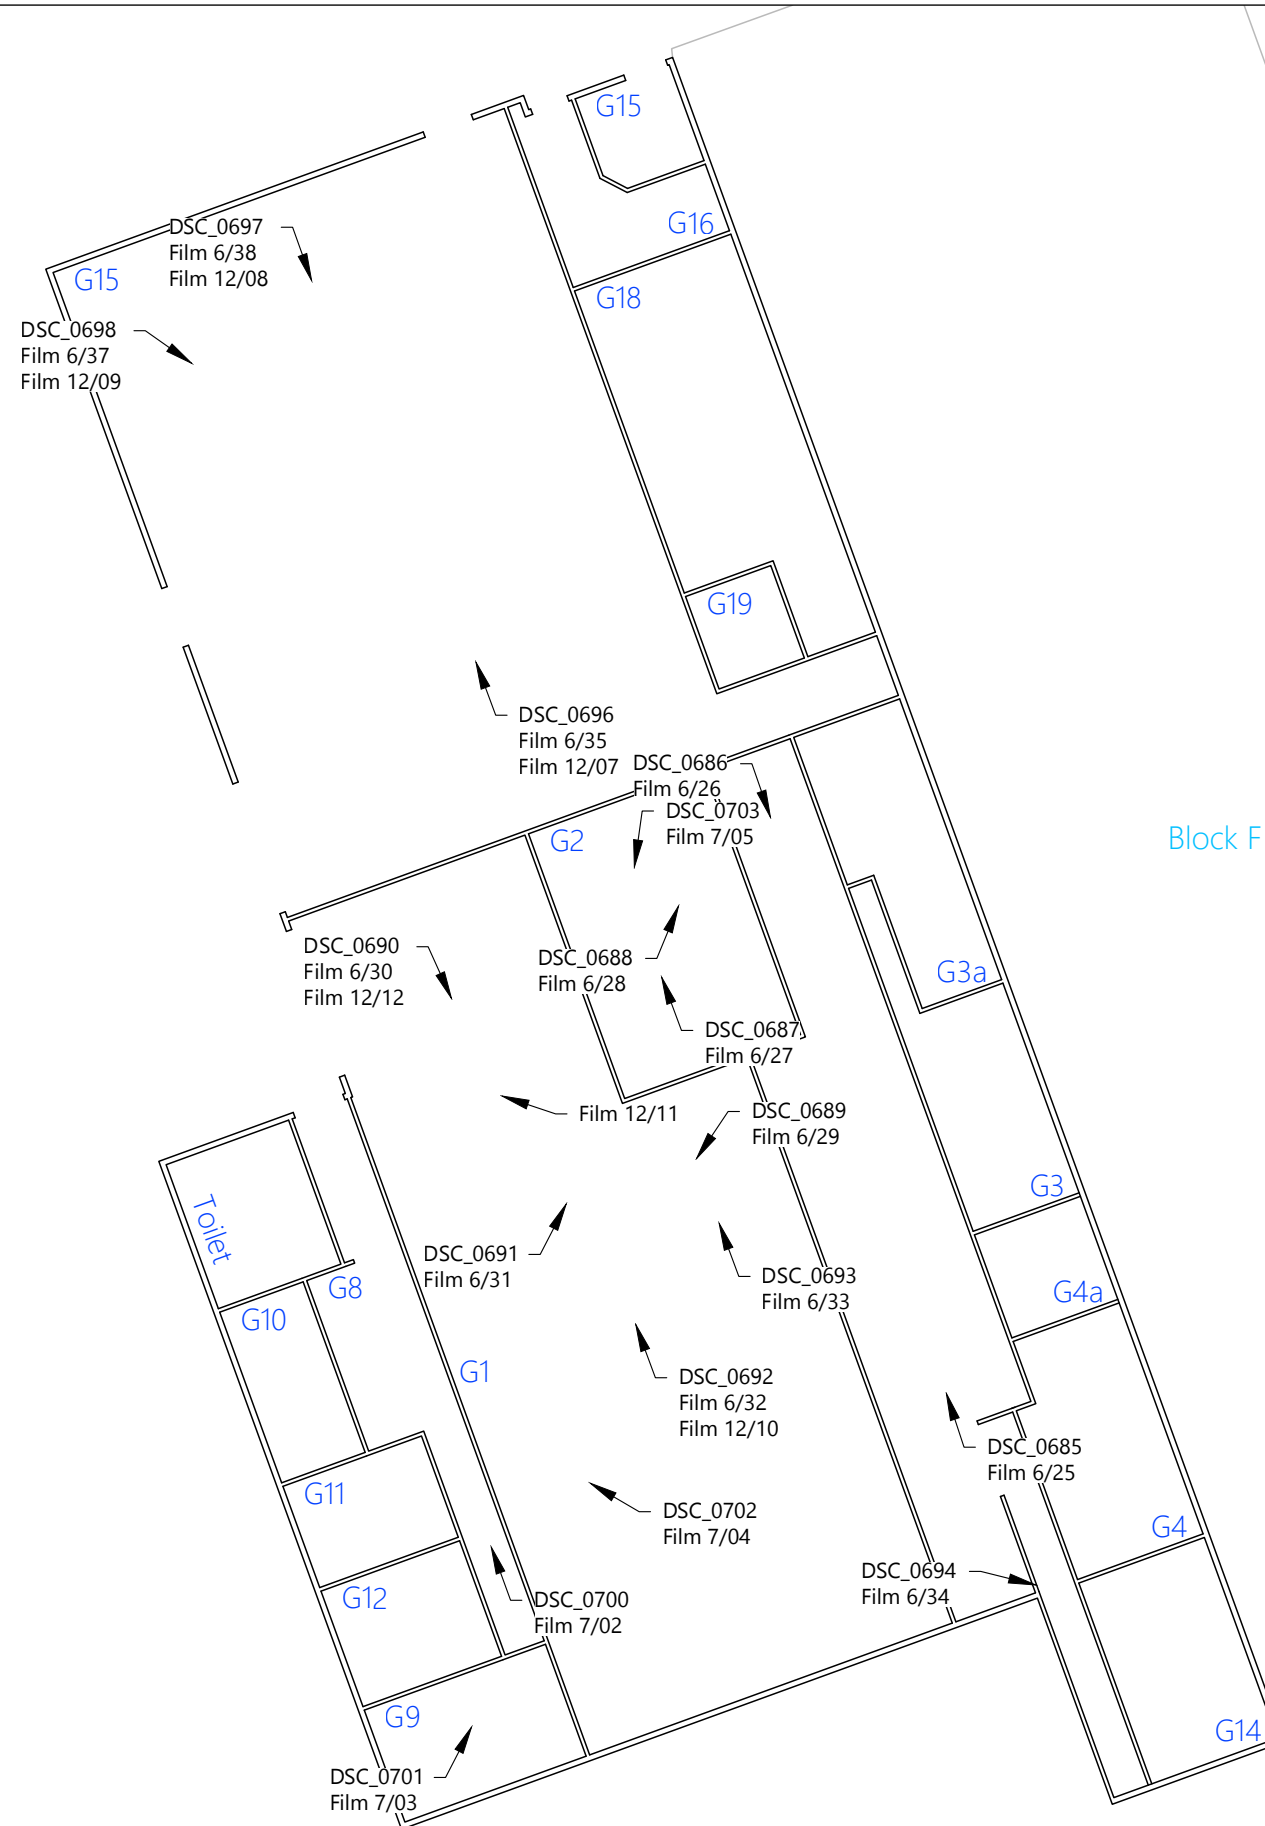 G15
G16
DSC_0697
Film 6/38
Film 12/08
G15
G18
DSC_0698
Film 6/37
Film 12/09
G19
DSC_0696
Film 6/35
Film 12/07
DSC_0686
Film 6/26
DSC_0703
Film 7/05
G2
Block F
DSC_0690
Film 6/30
Film 12/12
DSC_0688
Film 6/28
G3a
DSC_0687
Film 6/27
Film 12/11
DSC_0689
Film 6/29
G3
Toilet
DSC_0691
Film 6/31
G8
DSC_0693
Film 6/33
G4a
G10
G1
DSC_0692
Film 6/32
Film 12/10
DSC_0685
Film 6/25
G11
DSC_0702
Film 7/04
G4
DSC_0694
Film 6/34
G12
DSC_0700
Film 7/02
G9
G14
DSC_0701
Film 7/03